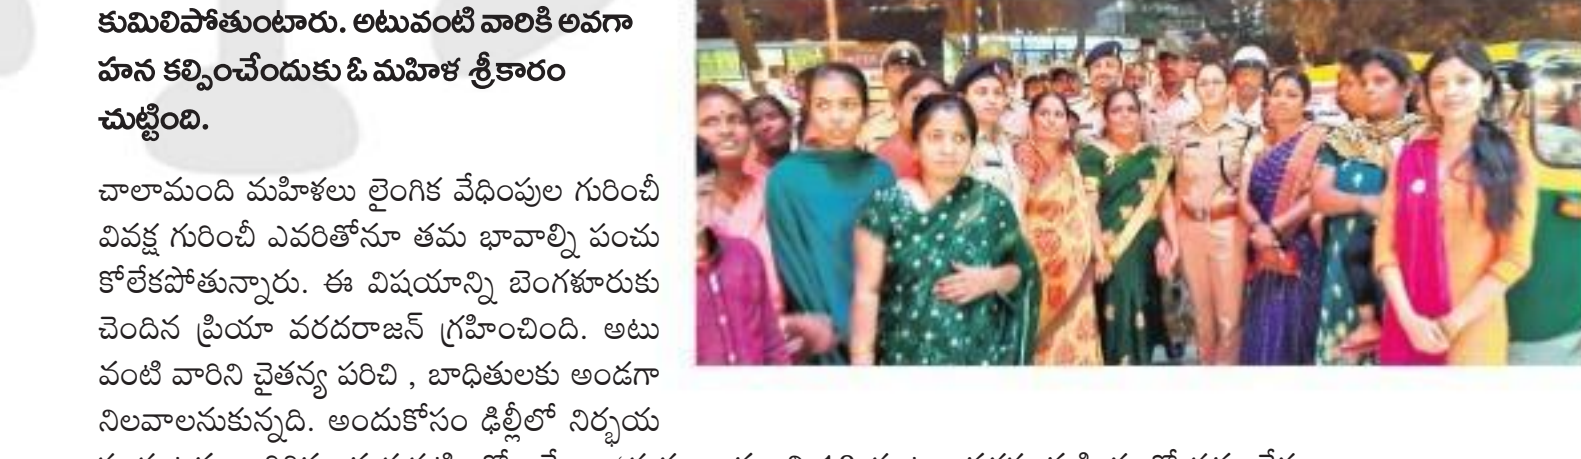 కుమిలిపోతుంటారు. అటువంటి వారికి అవగా
హన కల్పించేందుకు ఓ మహిళ శ్రీకారం
చుట్టింది.
చాలామంది మహిళలు లైంగిక వేధింపుల గురించీ
వివక్ష గురించీ ఎవరితోనూ తమ భావాల్ని పంచు
కోలేకపోతున్నారు. ఈ విషయాన్ని బెంగళూరుకు
చెందిన ప్రియా వరదరాజన్ గ్రహించింది. అటు
వంటి వారిని చైతన్య పరిచి , బాధితులకు అండగా
నిలవాలనుకున్నది. అందుకోసం ఢిల్లీలో నిర్భయ